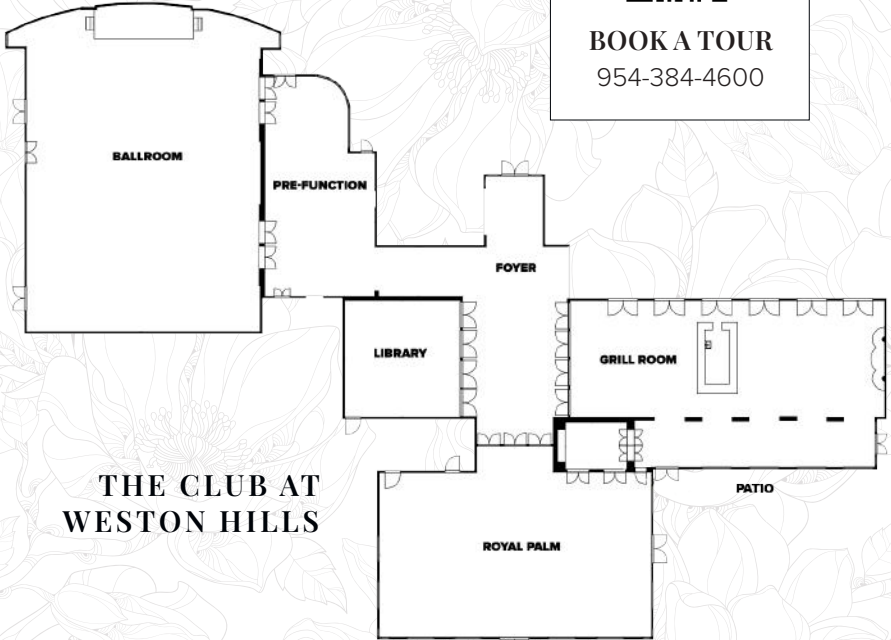 BOOK A TOUR
954-384-4600
BALLROOM
PRE-FUNCTION
FOYER
LIBRARY
GRILL ROOM
THE CLUB AT
WESTON HILLS
PATIO
ROYAL PALM